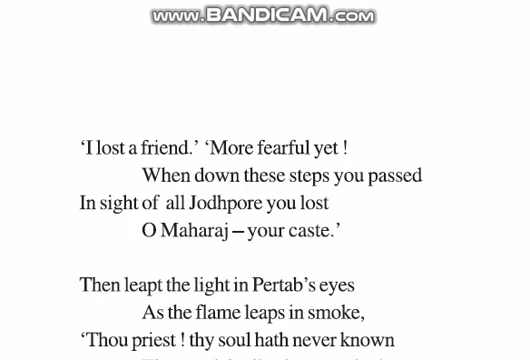 www.BANDICAM.com
‘I lost a friend.’ ‘More fearful yet !
When down these steps you passed
In sight of all Jodhpore you lost
O Maharaj – your caste.’
Then leapt the light in Pertab’s eyes
As the flame leaps in smoke,
‘Thou priest ! thy soul hath never known